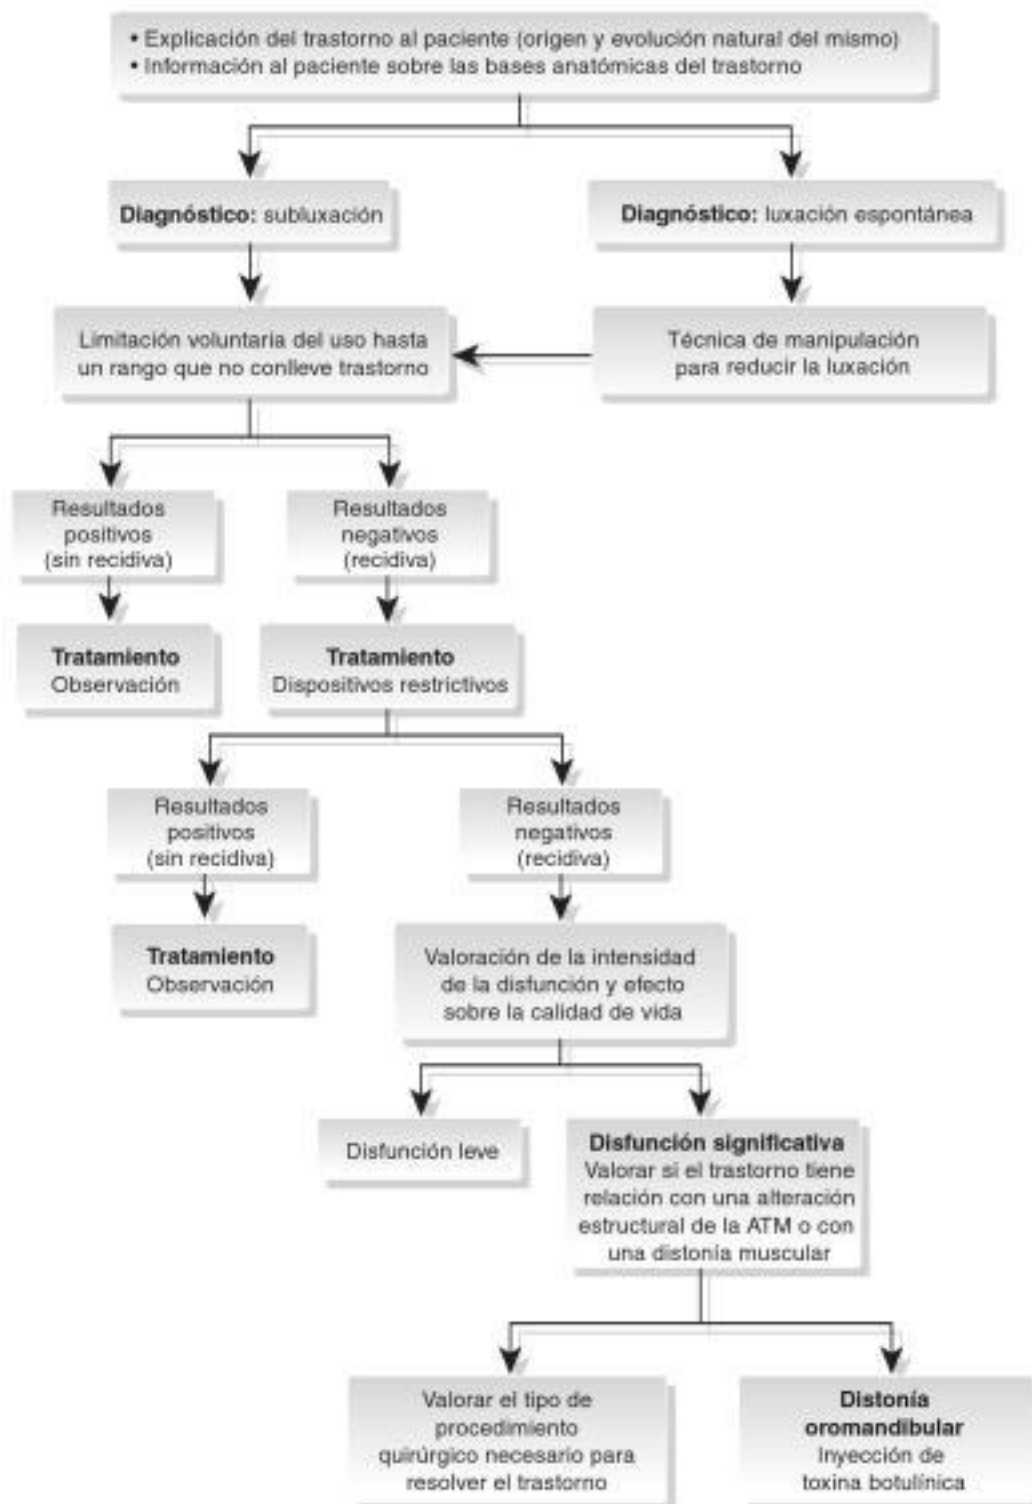 • Explicación del trastorno al paciente (origen y evolución natural del mismo)
• Información al paciente sobre las bases anatómicas del trastorno
Diagnóstico: subluxación
Diagnóstico: luxación espontánea
Limitación voluntaria del uso hasta
un rango que no conlleve trastorno
Técnica de manipulación
para reducir la luxación
Resultados
positivos
(sin recidiva)
Resultados
negativos
(recidiva)
Tratamiento
Observación
Tratamiento
Dispositivos restrictivos
Resultados
positivos
(sin recidiva)
Resultados
negativos
(recidiva)
Tratamiento
Observación
Valoración de la intensidad
de la disfunción y efecto
sobre la calidad de vida
Disfunción leve
Disfunción significativa
Valorar si el trastorno tiene
relación con una alteración
estructural de la ATM o con
una distonía muscular
Valorar el tipo de
procedimiento
quirúrgico necesario para
resolver el trastorno
Distonía
oromandibular
Inyección de
toxina botulínica